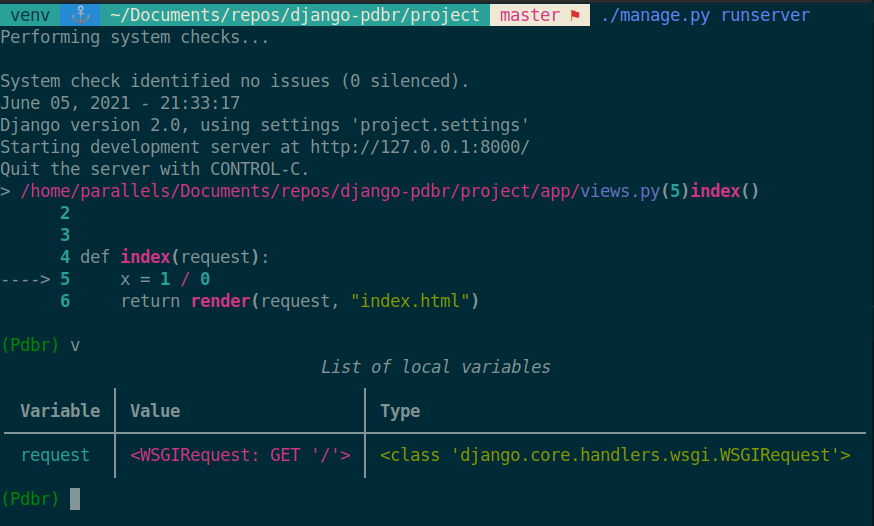 venv ⚓ ~/Documents/repos/django-pdbr/project master ⚑ ./manage.py runserver
Performing system checks...

System check identified no issues (0 silenced).
June 05, 2021 - 21:33:17
Django version 2.0, using settings 'project.settings'
Starting development server at http://127.0.0.1:8000/
Quit the server with CONTROL-C.
> /home/parallels/Documents/repos/django-pdbr/project/app/views.py(5)index()
      2
      3
      4 def index(request):
----> 5     x = 1 / 0
      6     return render(request, "index.html")

(Pdbr) v
List of local variables
Variable Value Type
request <WSGIRequest: GET '/'> <class 'django.core.handlers.wsgi.WSGIRequest'>
(Pdbr)